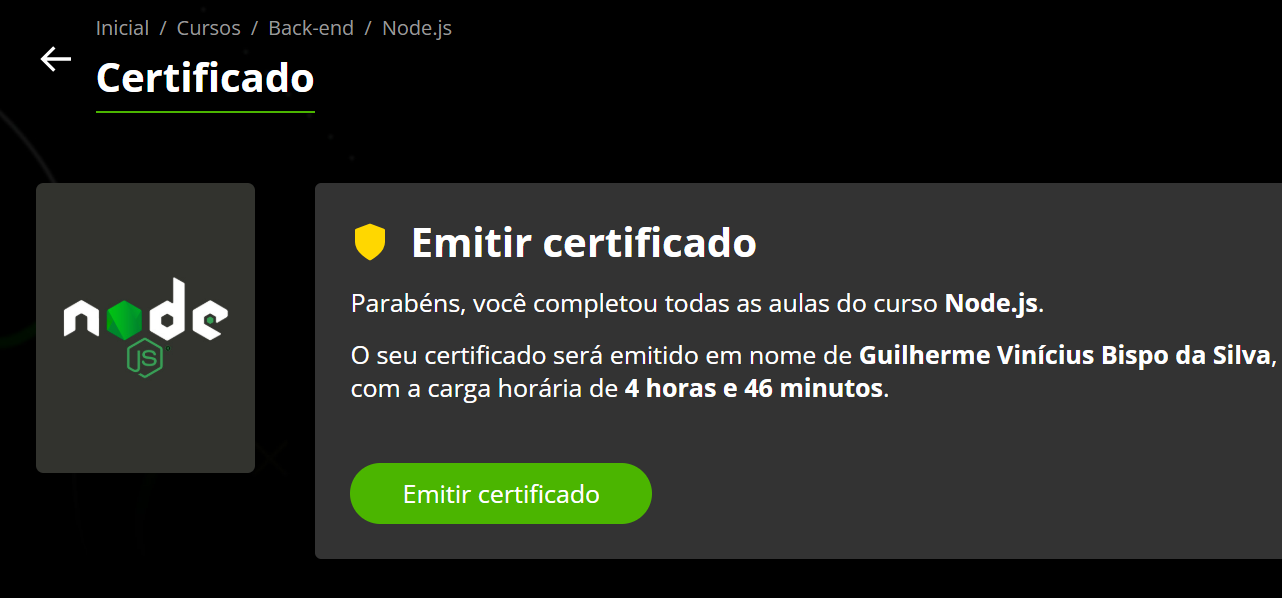 Inicial / Cursos / Back-end / Node.js
Certificado
node
JS
Emitir certificado
Parabéns, você completou todas as aulas do curso Node.js.
O seu certificado será emitido em nome de Guilherme Vinícius Bispo da Silva,
com a carga horária de 4 horas e 46 minutos.
Emitir certificado